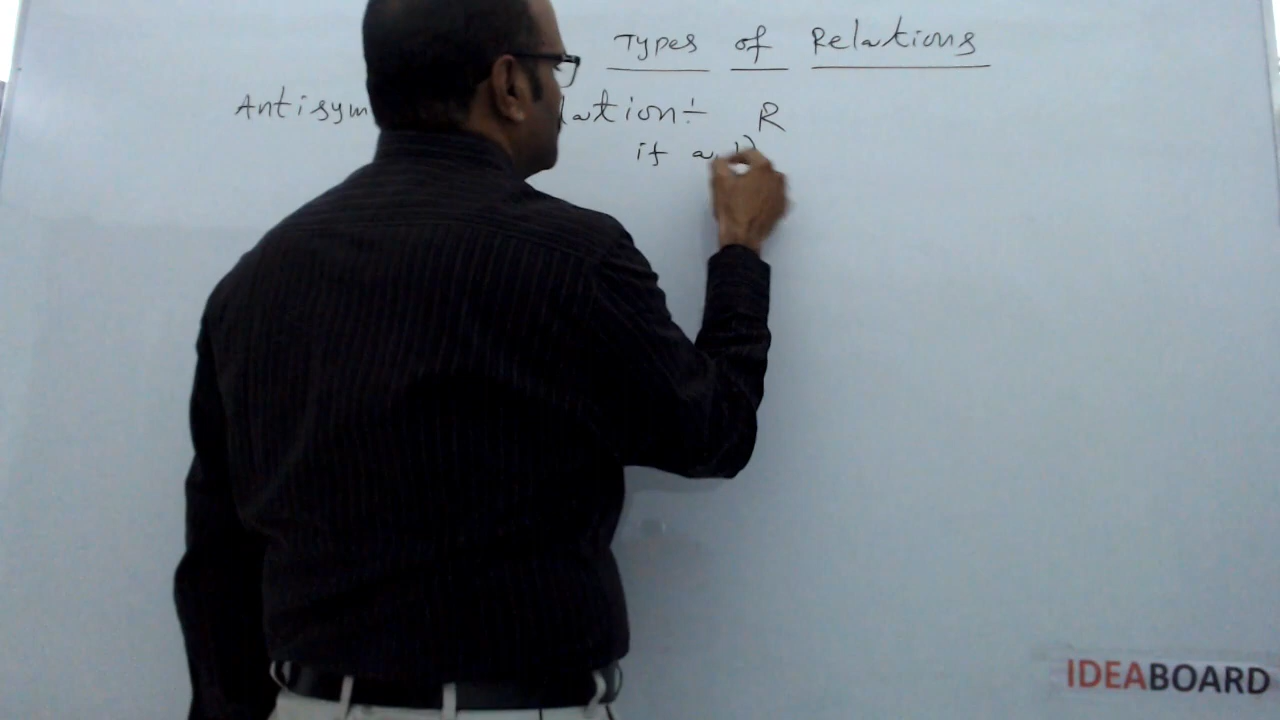 Types of Relations
Antisym lation:- R
if a
IDEABOARD